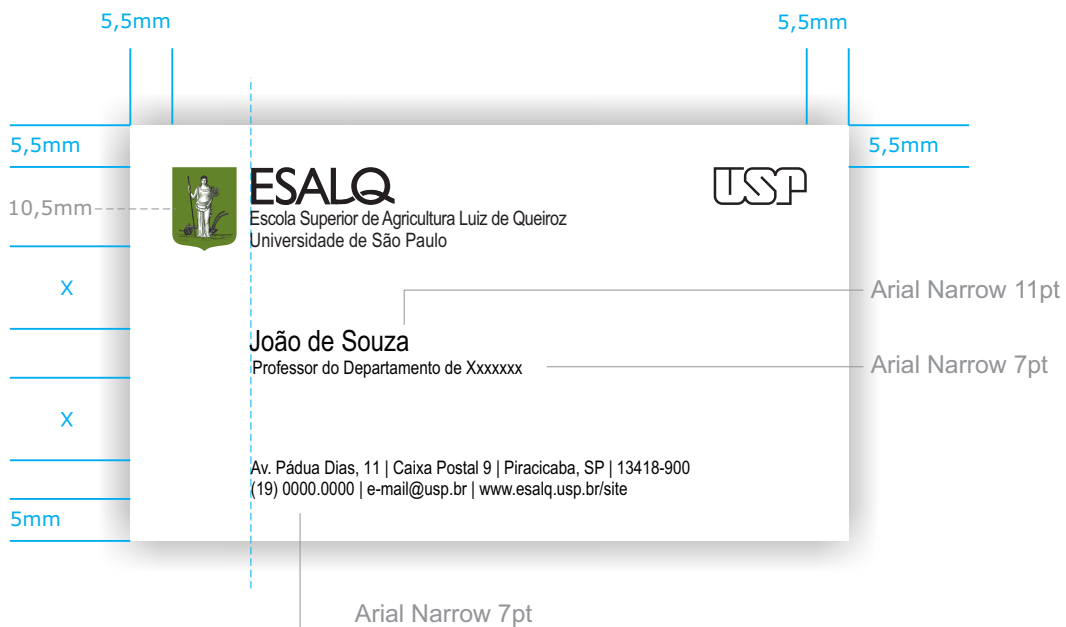 5,5mm
5,5mm
5,5mm
5,5mm
10,5mm
ESALQ
USP
Escola Superior de Agricultura Luiz de Queiroz
Universidade de São Paulo
X
Arial Narrow 11pt
João de Souza
Professor do Departamento de Xxxxxxx
Arial Narrow 7pt
X
Av. Pádua Dias, 11 | Caixa Postal 9 | Piracicaba, SP | 13418-900
(19) 0000.0000 | e-mail@usp.br | www.esalq.usp.br/site
5mm
Arial Narrow 7pt